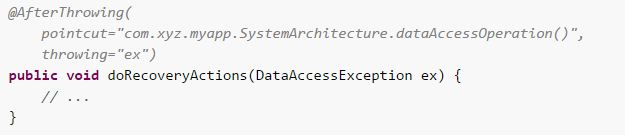 @AfterThrowing(
    pointcut="com.xyz.myapp.SystemArchitecture.dataAccessOperation()",
    throwing="ex")
public void doRecoveryActions(DataAccessException ex) {
    // ...
}